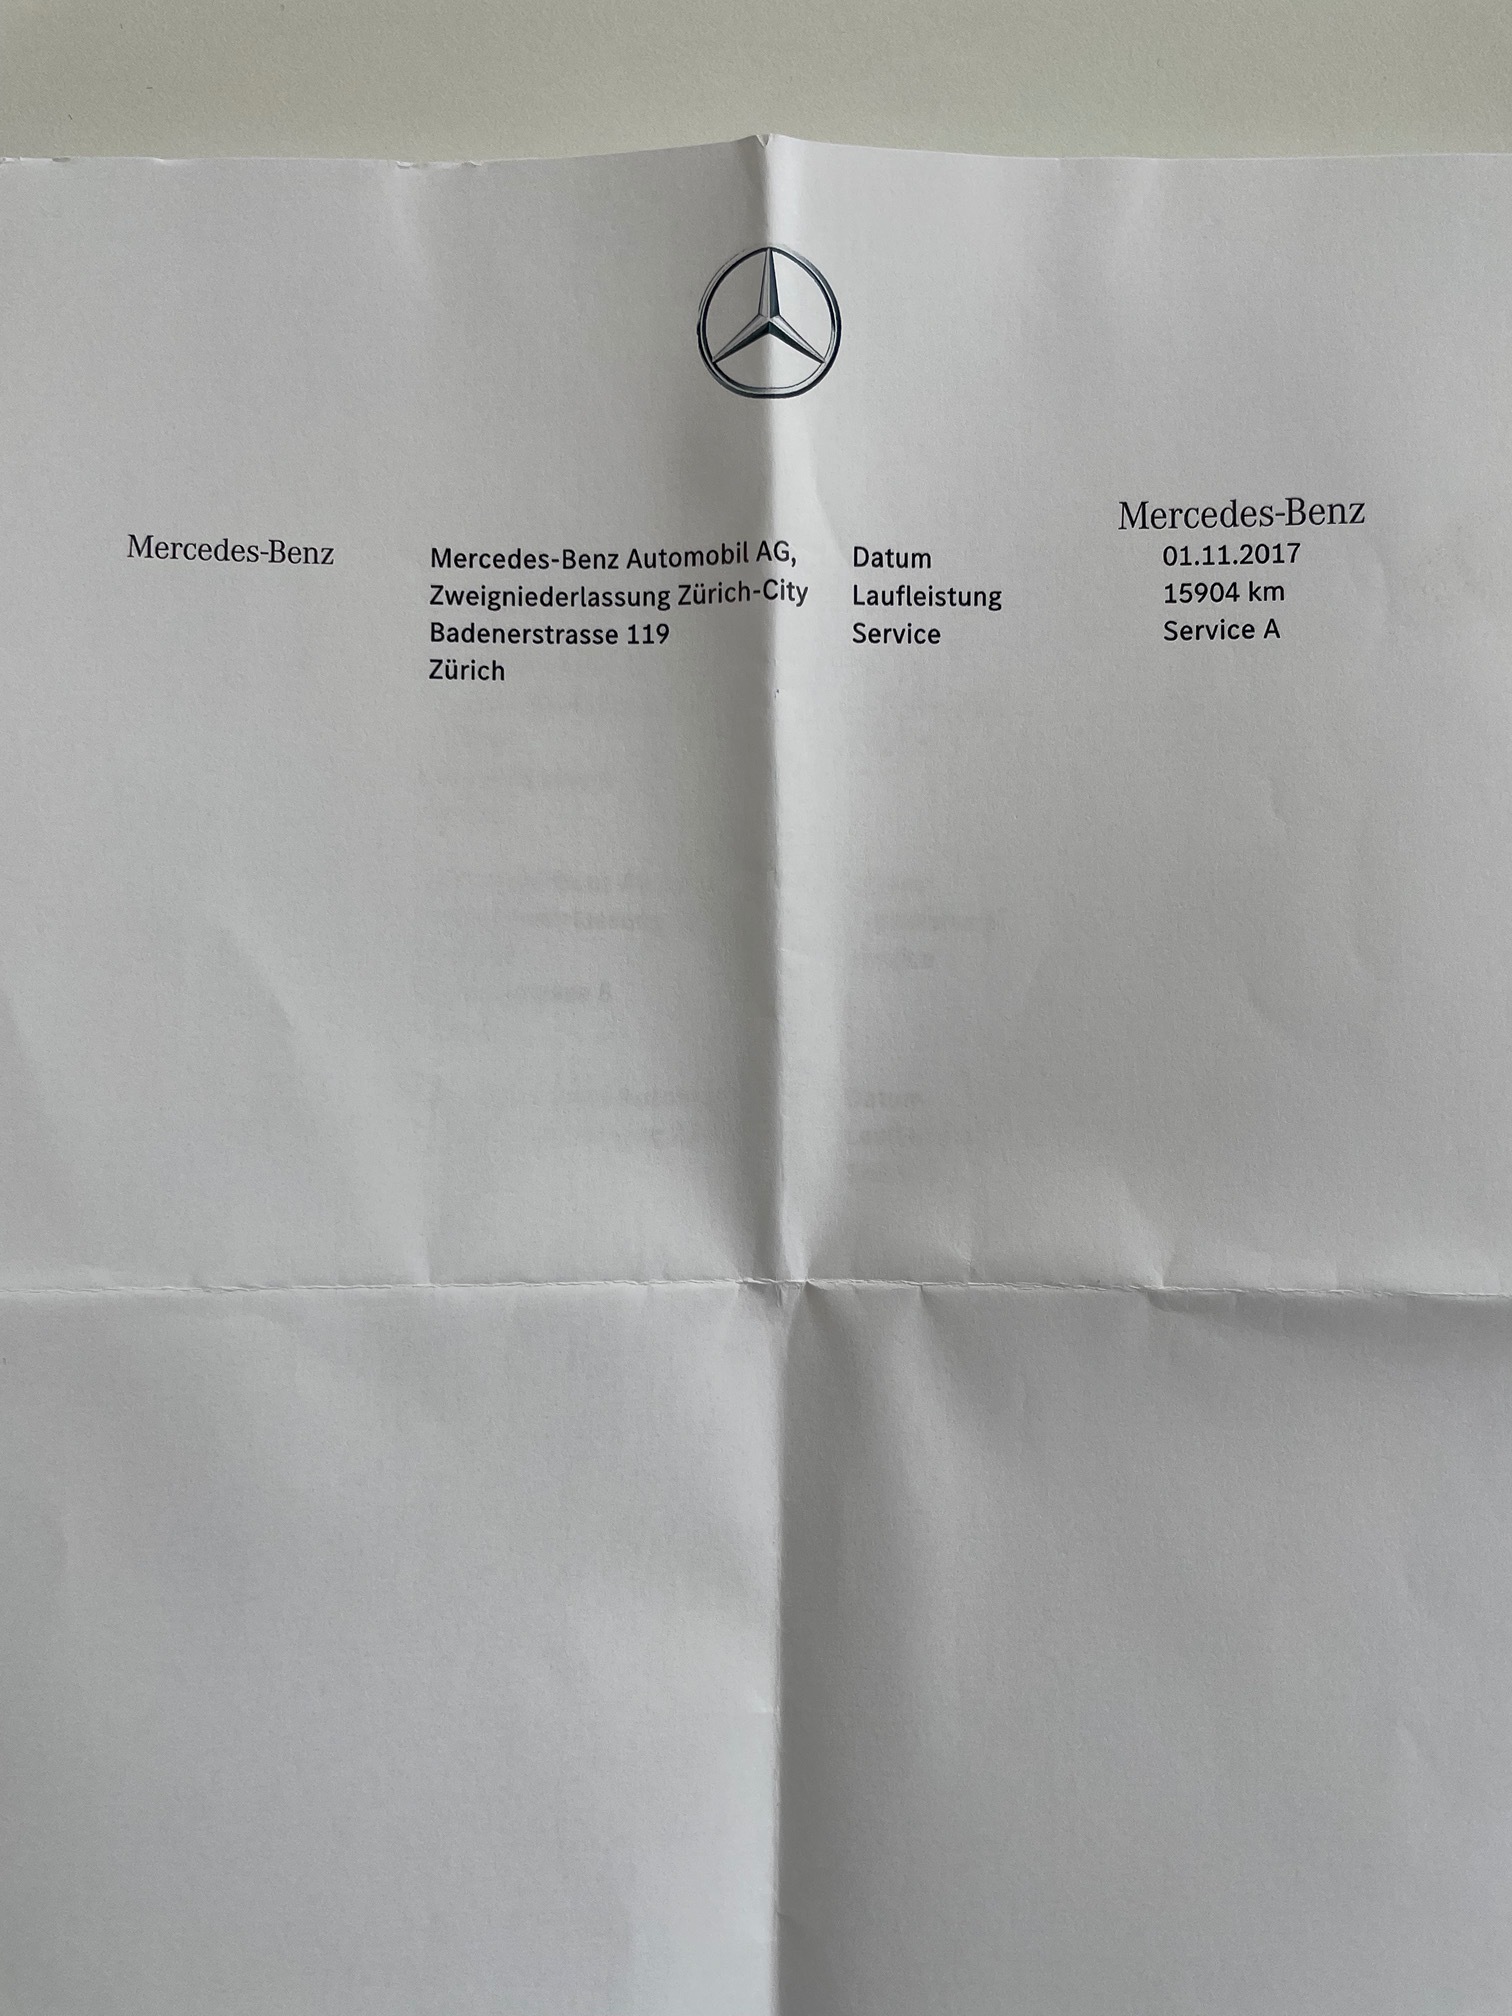 Mercedes-Benz
Mercedes-Benz
Mercedes-Benz Automobil AG,
Zweigniederlassung Zürich-City
Badenerstrasse 119
Zürich
Datum
Laufleistung
Service
01.11.2017
15904 km
Service A